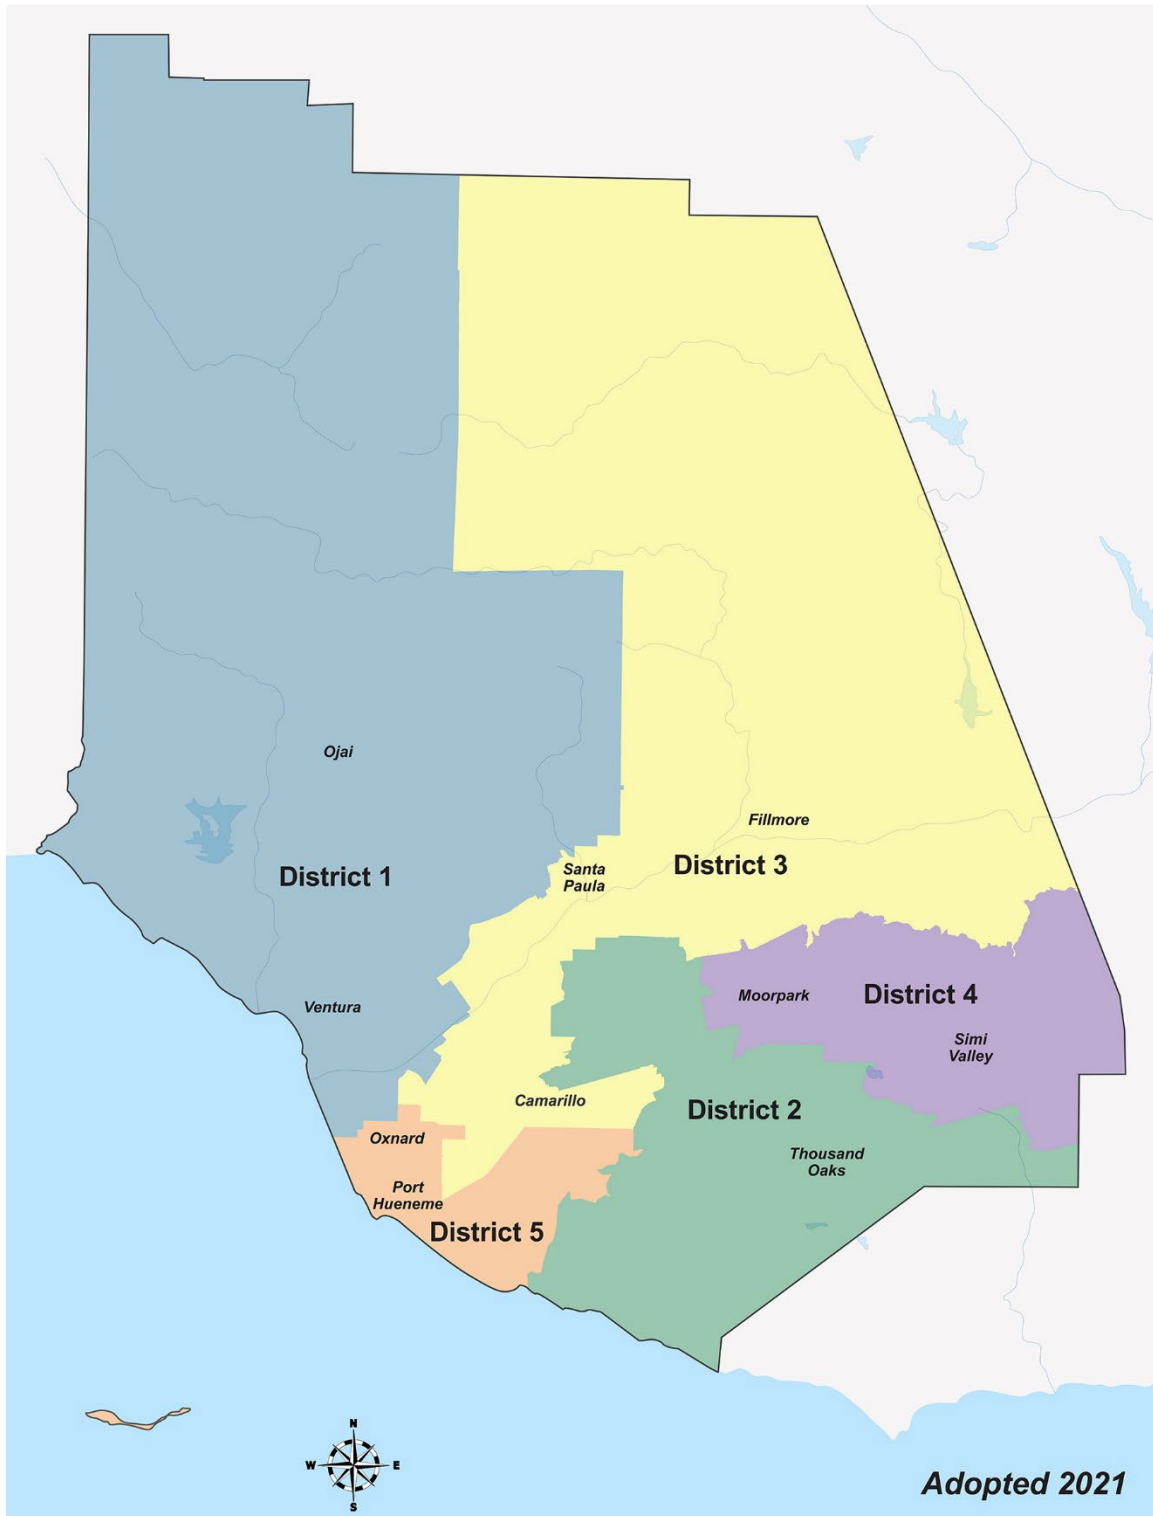 Ojai
Fillmore
District 1
Santa
Paula
District 3
Ventura
Moorpark
District 4
Simi
Valley
Camarillo
District 2
Oxnard
Thousand
Oaks
Port
Hueneme
District 5
N
W
E
S
Adopted 2021